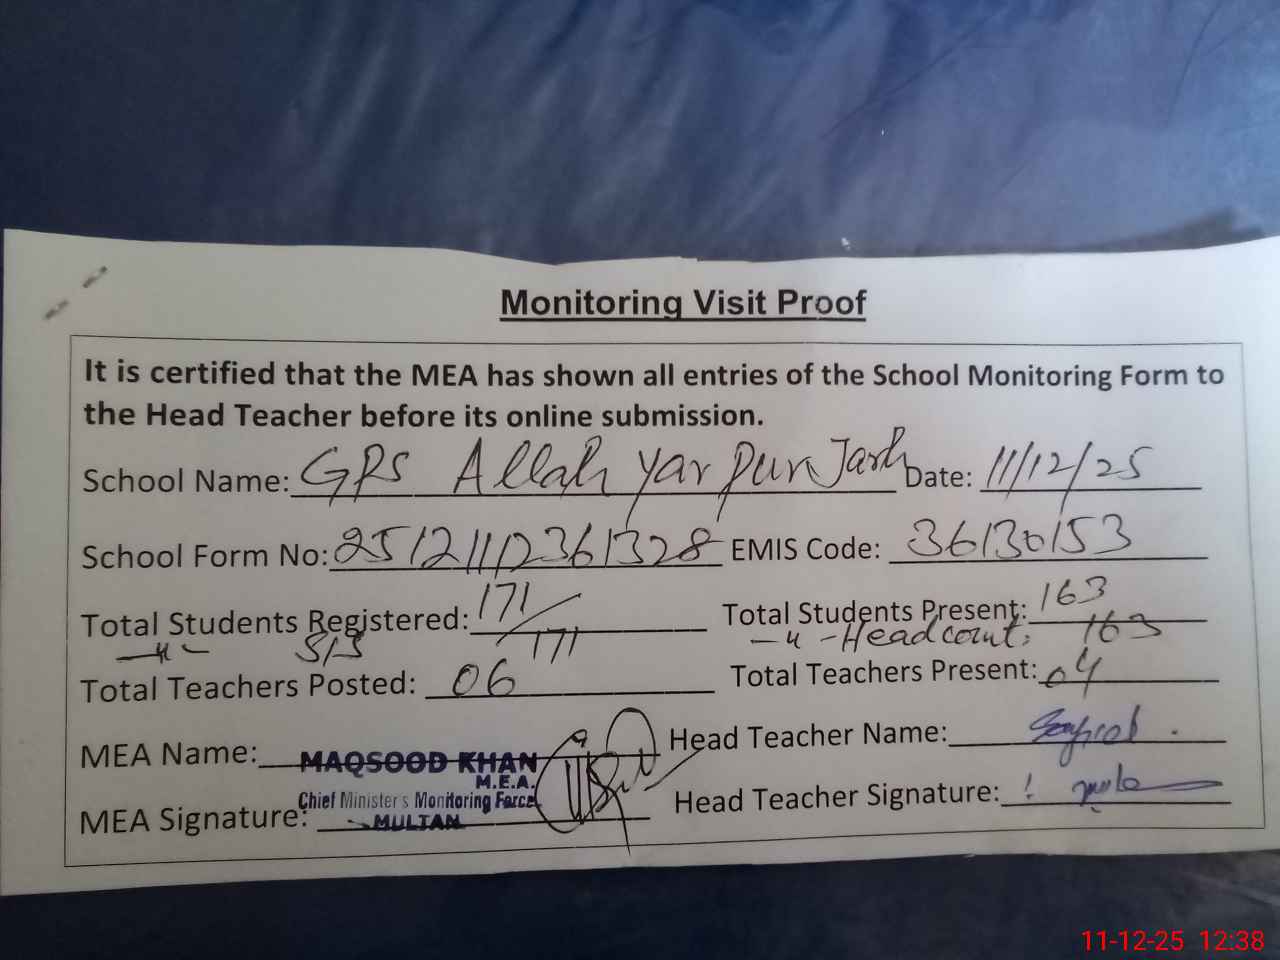 Monitoring Visit Proof
It is certified that the MEA has shown all entries of the School Monitoring Form to
the Head Teacher before its online submission.
School Name: GPS Allah Yar Pur Jarh Date: 11/12/25
School Form No: 251211112361328 EMIS Code: 36130153
Total Students Registered: 171/ Total Students Present: 163
—〃— SIS 171 —〃—Headcount: 163
Total Teachers Posted: 06 Total Teachers Present: 04
MEA Name: MAQSOOD KHAN Head Teacher Name:
M.E.A.
Chief Minister's Monitoring Force
MEA Signature: MULTAN Head Teacher Signature:
11-12-25 12:38